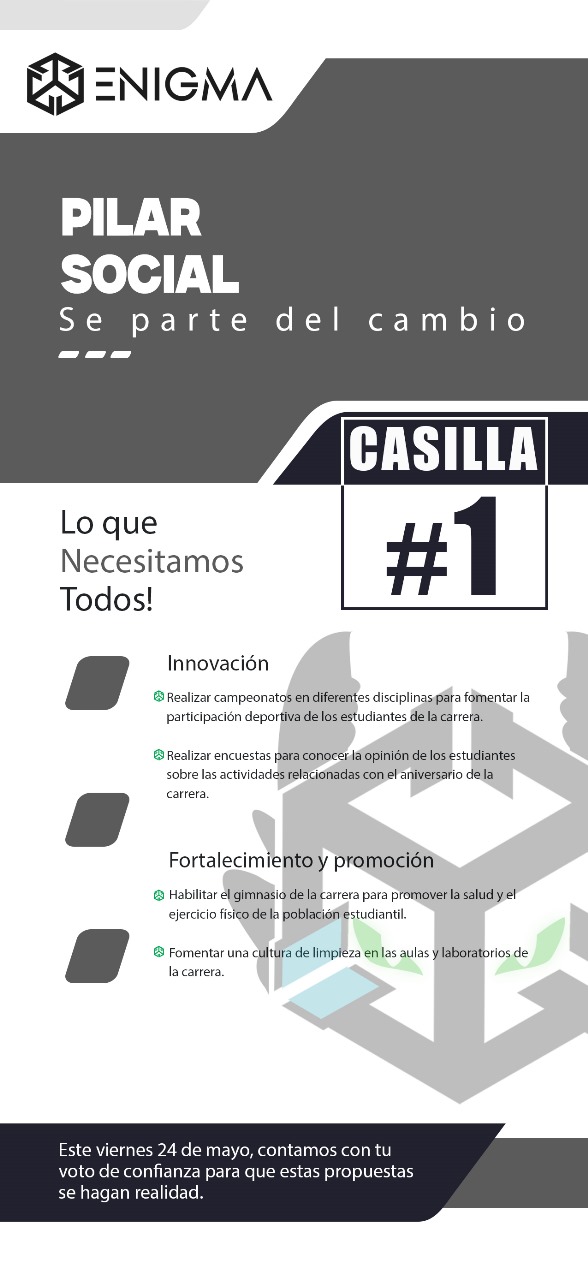 ENIGMA
PILAR
SOCIAL
Se parte del cambio
CASILLA
#1
Lo que
Necesitamos
Todos!
Innovación
Realizar campeonatos en diferentes disciplinas para fomentar la
participación deportiva de los estudiantes de la carrera.
Realizar encuestas para conocer la opinión de los estudiantes
sobre las actividades relacionadas con el aniversario de la
carrera.
Fortalecimiento y promoción
Habilitar el gimnasio de la carrera para promover la salud y el
ejercicio físico de la población estudiantil.
Fomentar una cultura de limpieza en las aulas y laboratorios de
la carrera.
Este viernes 24 de mayo, contamos con tu
voto de confianza para que estas propuestas
se hagan realidad.